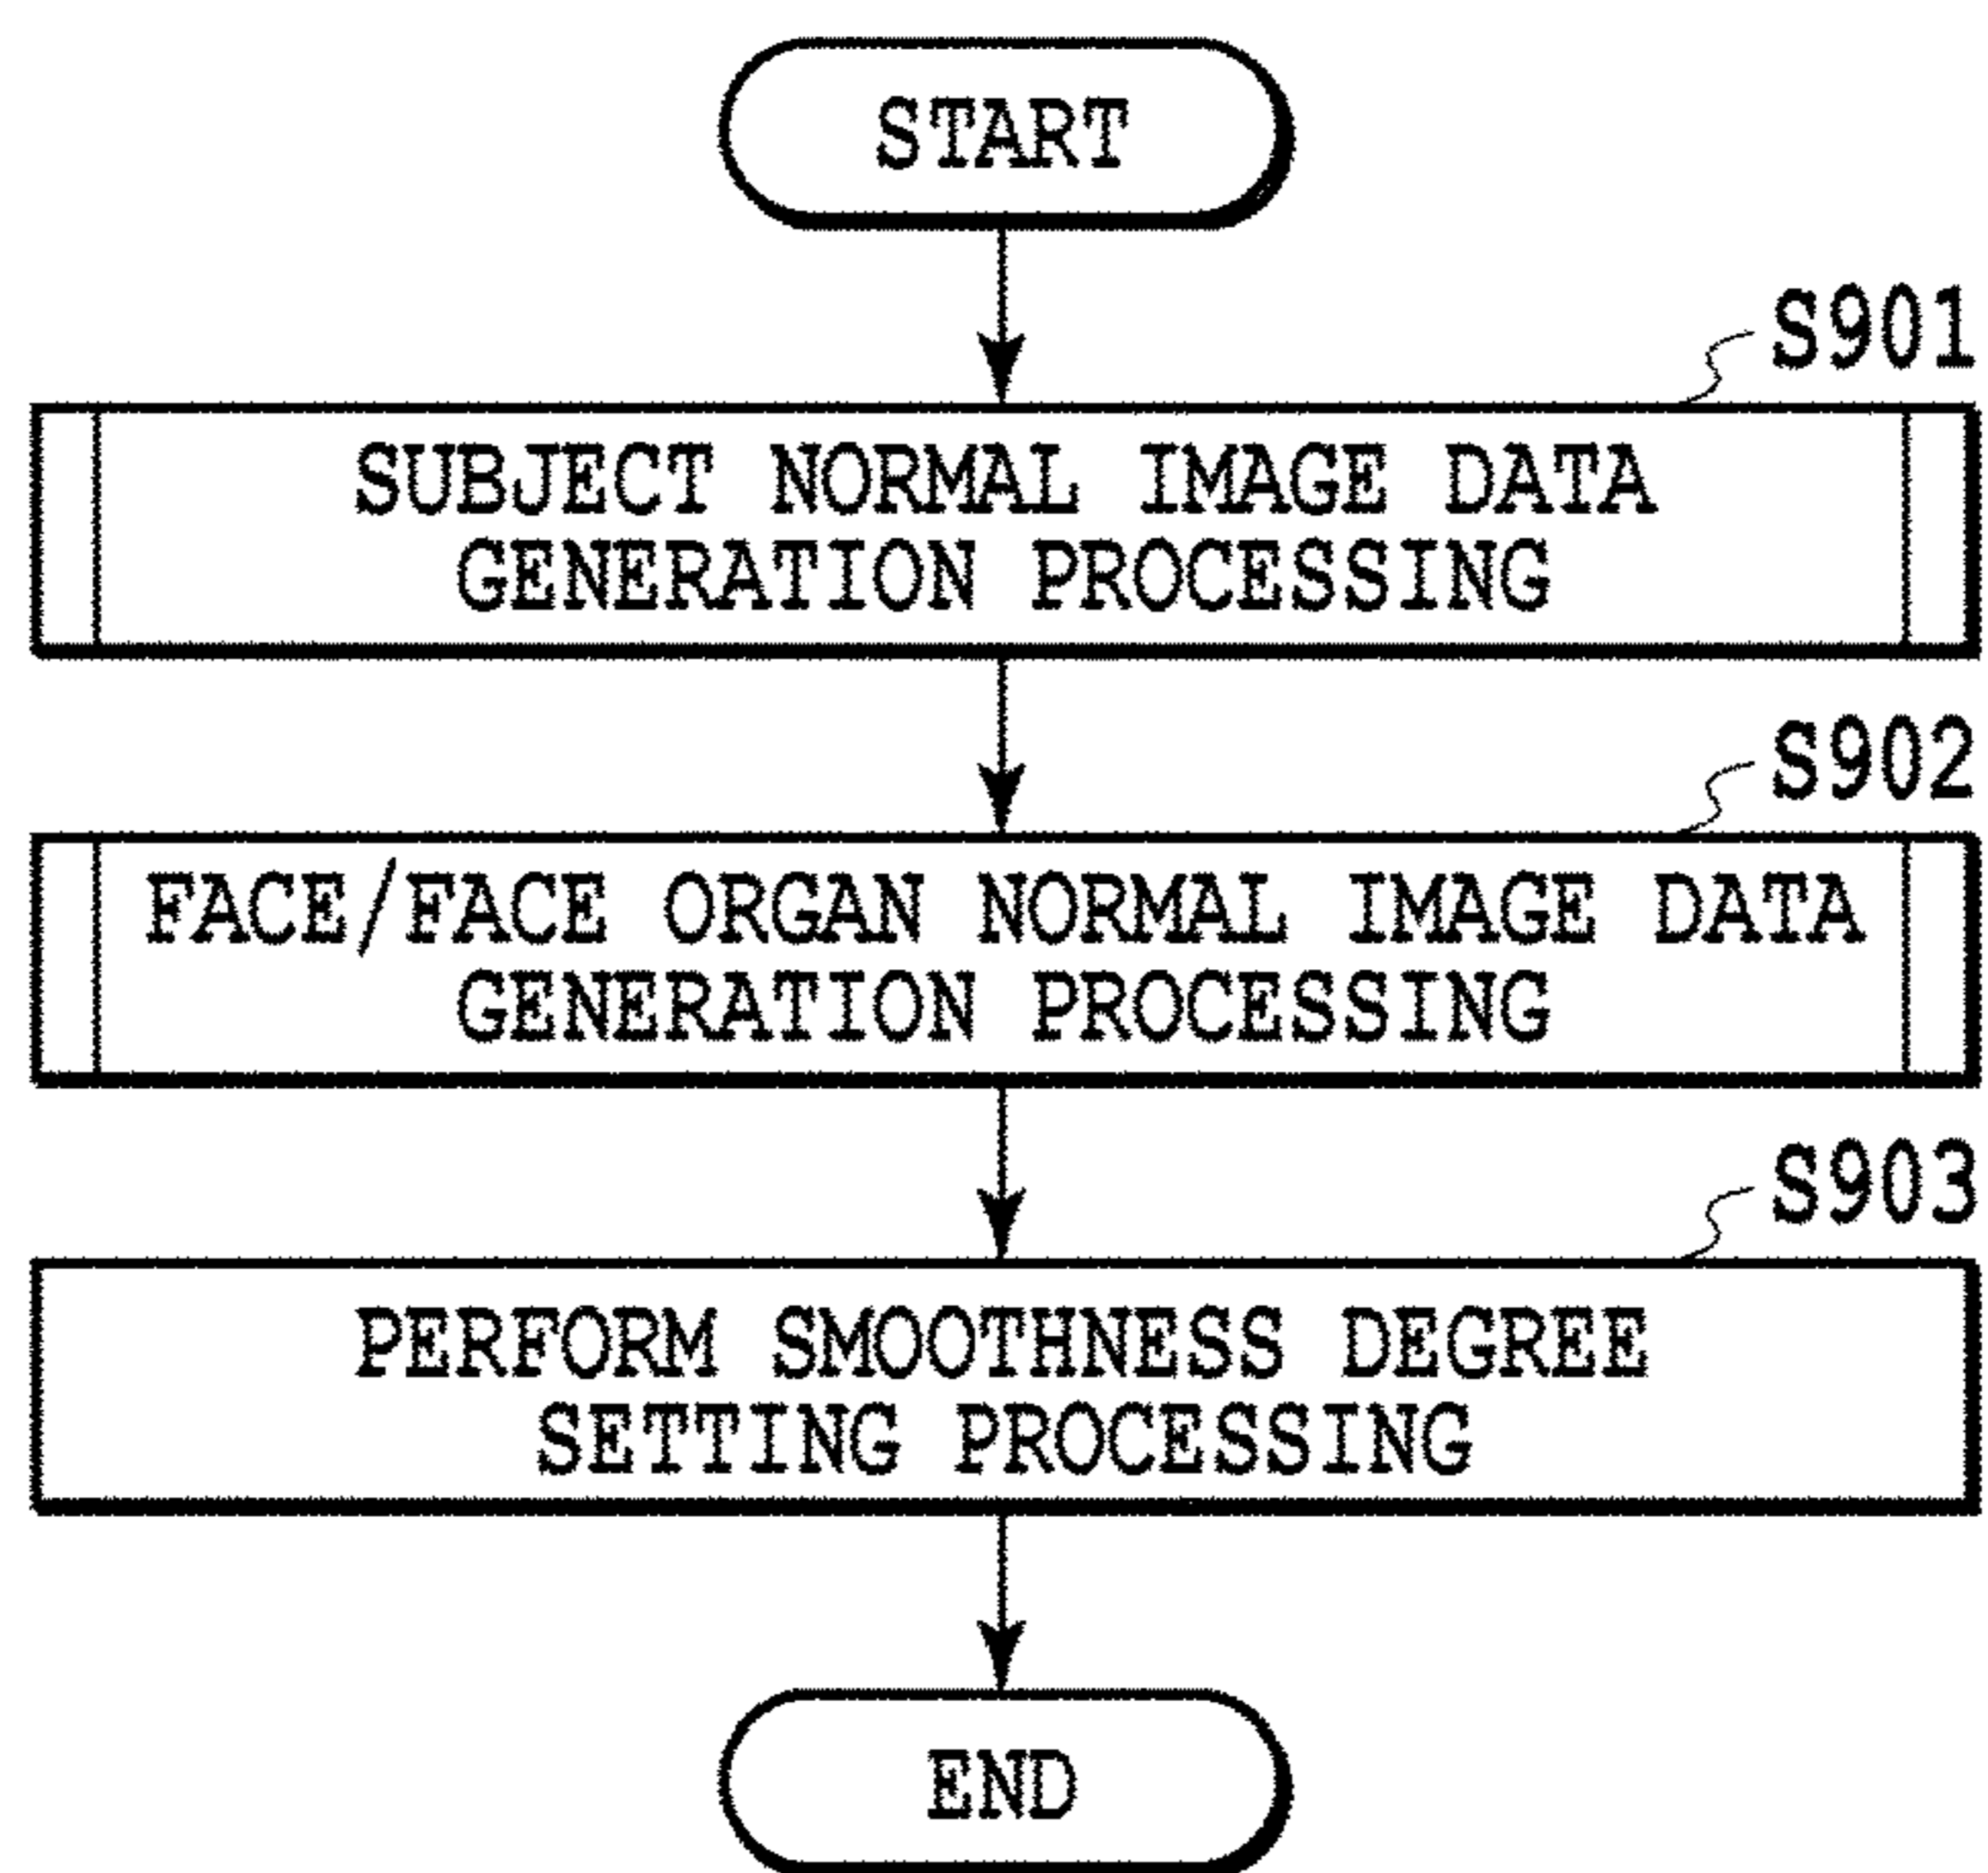 START
S901
SUBJECT NORMAL IMAGE DATA
GENERATION PROCESSING
S902
FACE/FACE ORGAN NORMAL IMAGE DATA
GENERATION PROCESSING
S903
PERFORM SMOOTHNESS DEGREE
SETTING PROCESSING
END